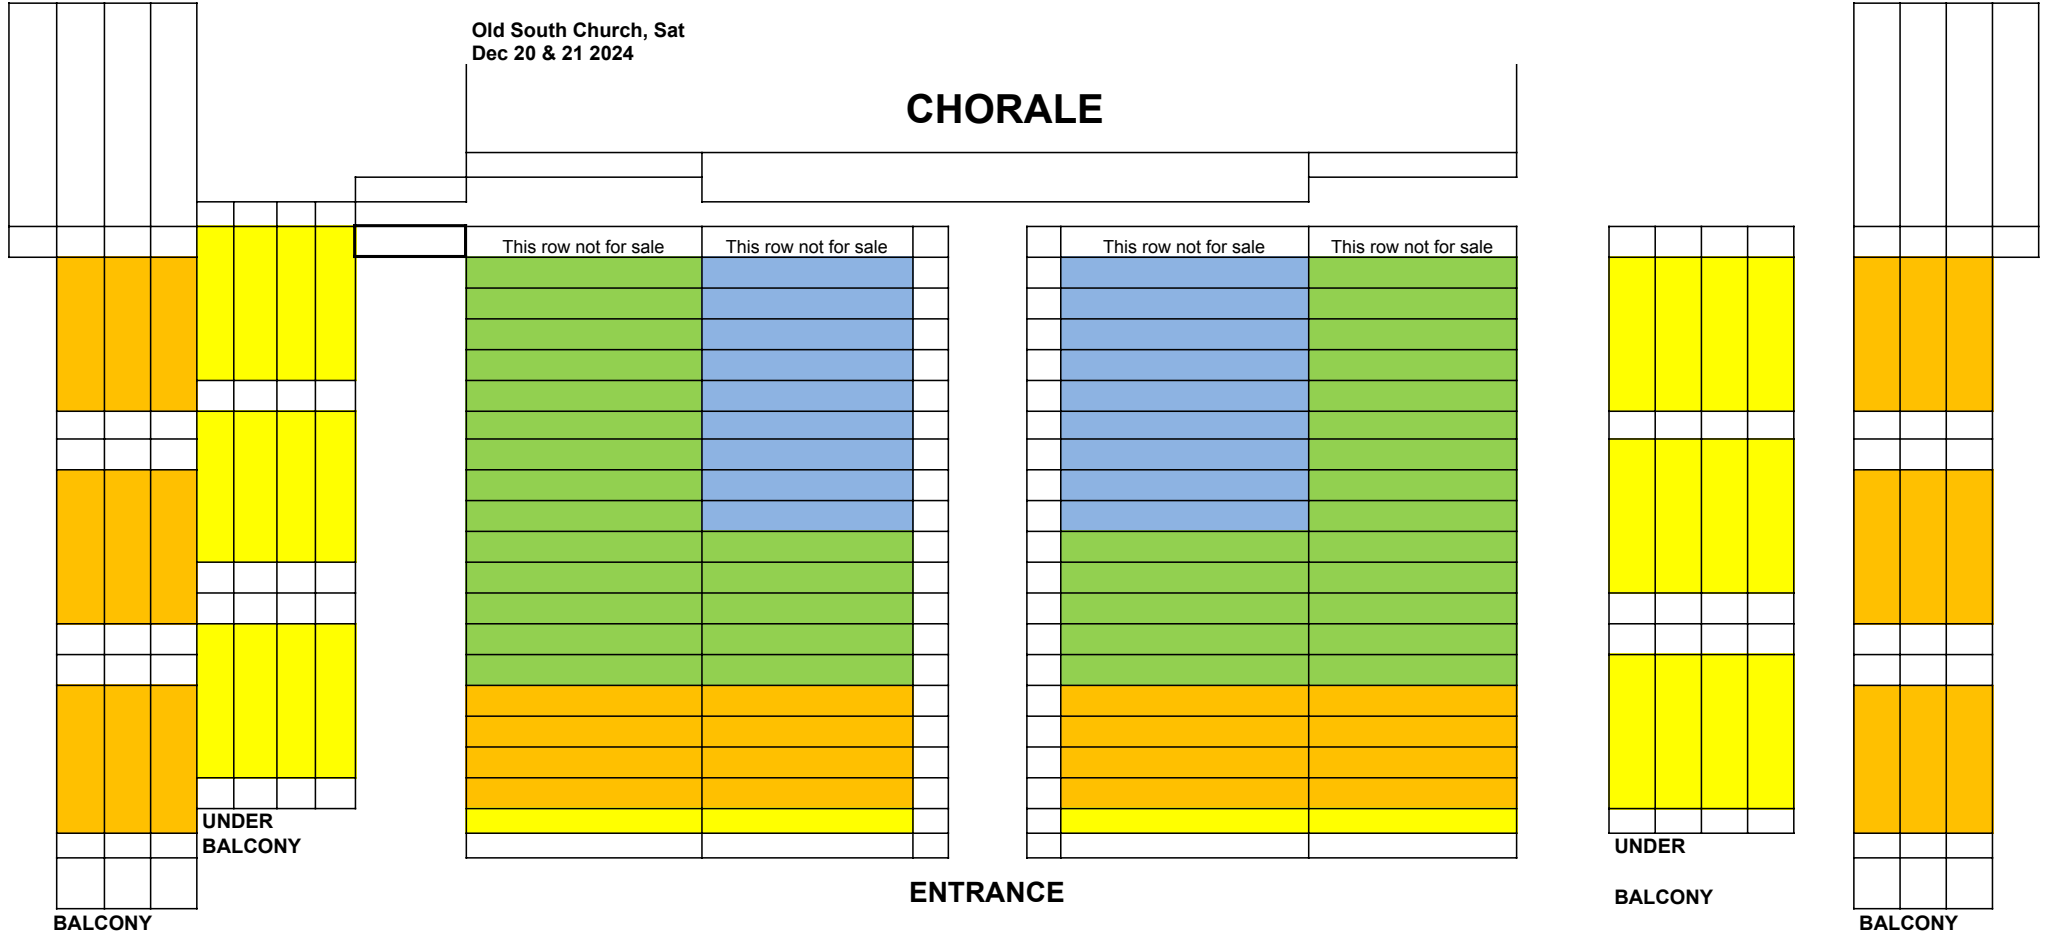 Old South Church, Sat
Dec 20 & 21 2024
CHORALE
This row not for sale
This row not for sale
This row not for sale
This row not for sale
UNDER
BALCONY
UNDER
BALCONY
ENTRANCE
BALCONY
BALCONY